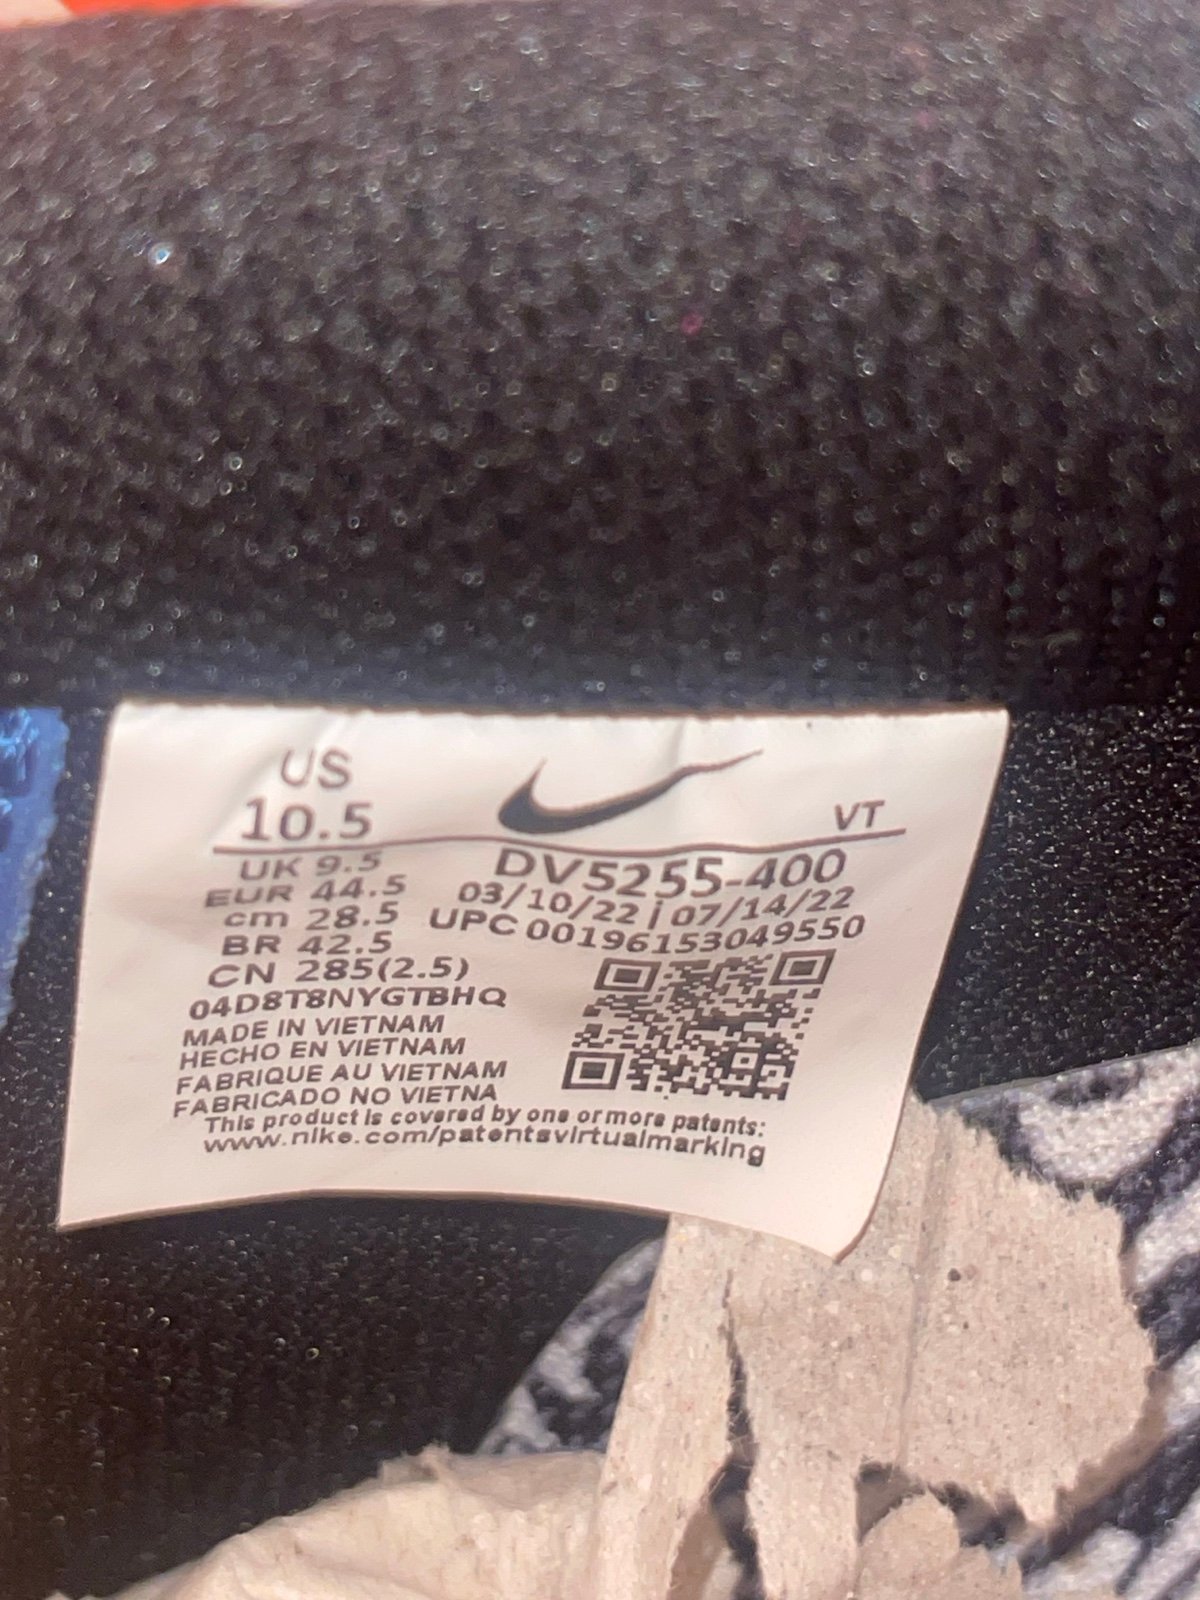 US
10.5
VT
UK 9.5
EUR 44.5
cm 28.5
BR 42.5
CN 285(2.5)
04D8T8NYGTBHQ
DV5255-400
03/10/22 | 07/14/22
UPC 00196153049550
MADE IN VIETNAM
HECHO EN VIETNAM
FABRIQUE AU VIETNAM
FABRICADO NO VIETNA
This product is covered by one or more patents:
www.nike.com/patentsvirtualmarking